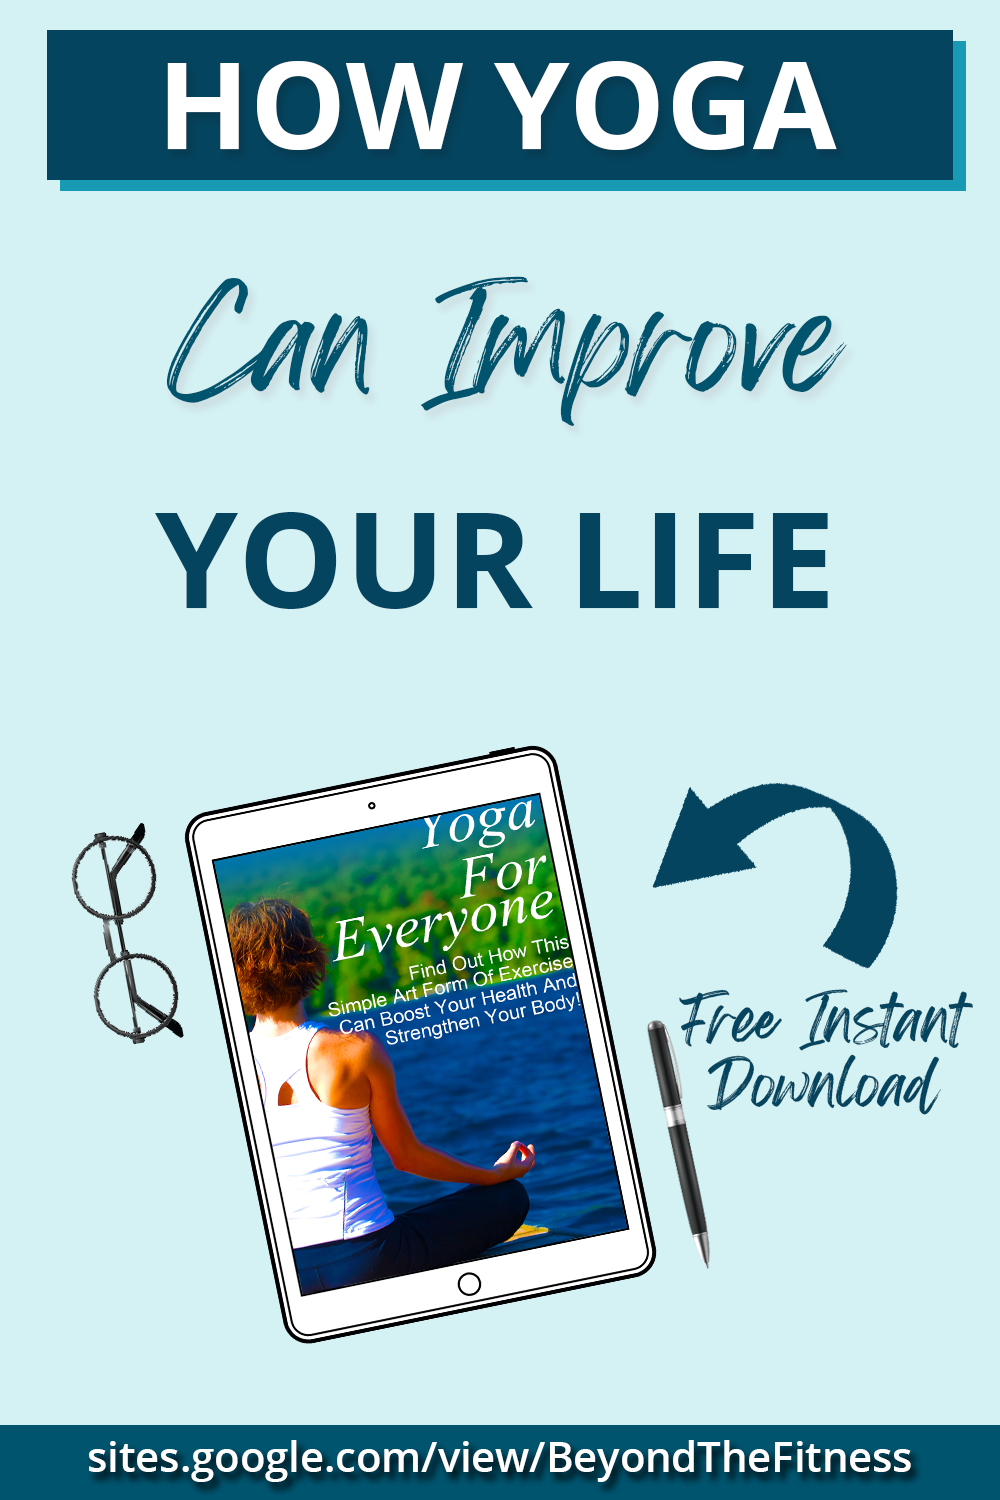 HOW YOGA
Can Improve
YOUR LIFE
Yoga
For
Everyone
Find Out How This
Simple Art Form Of Exercise
Can Boost Your Health And
Strengthen Your Body!
Free Instant
Download
sites.google.com/view/BeyondTheFitness